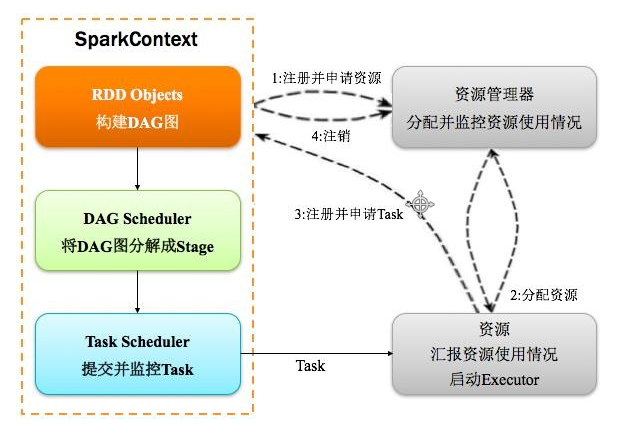 SparkContext
RDD Objects
构建DAG图
1:注册并申请资源
4:注销
资源管理器
分配并监控资源使用情况
DAG Scheduler
将DAG图分解成Stage
3:注册并申请Task
2:分配资源
Task Scheduler
提交并监控Task
Task
资源
汇报资源使用情况
启动Executor